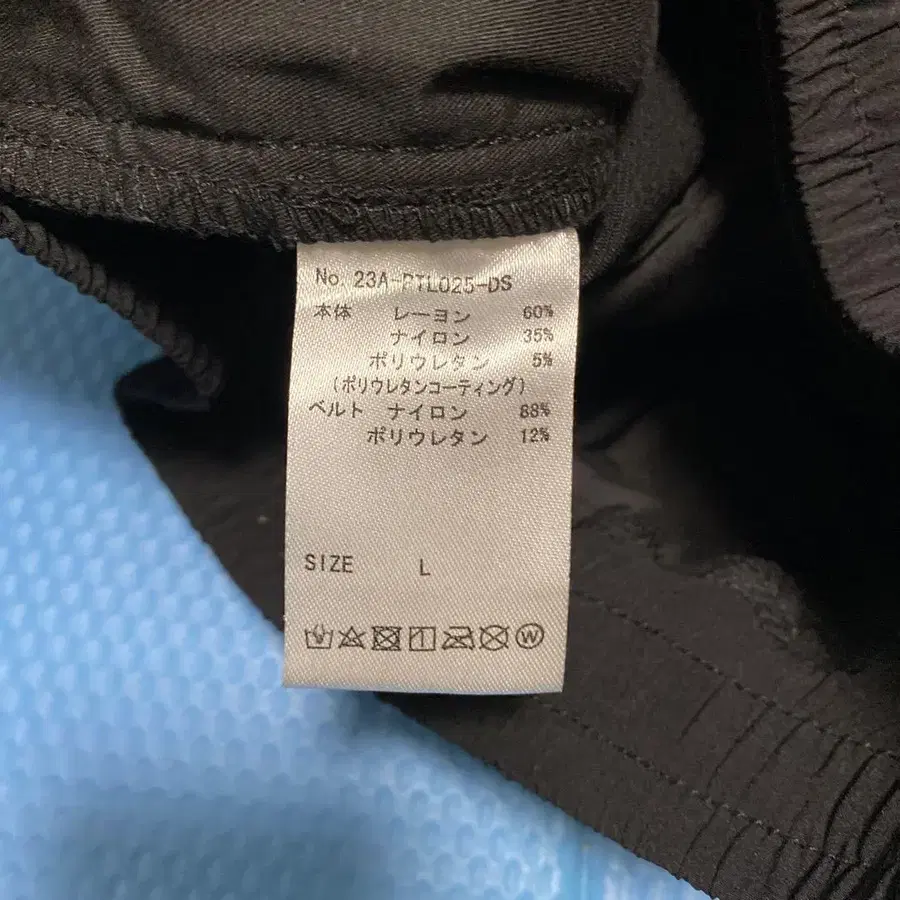 No. 23A-PTL025-DS
本体 レーヨン 60%
ナイロン 35%
ポリウレタン 5%
(ポリウレタンコーティング)
ベルト ナイロン 88%
ポリウレタン 12%
SIZE L
W